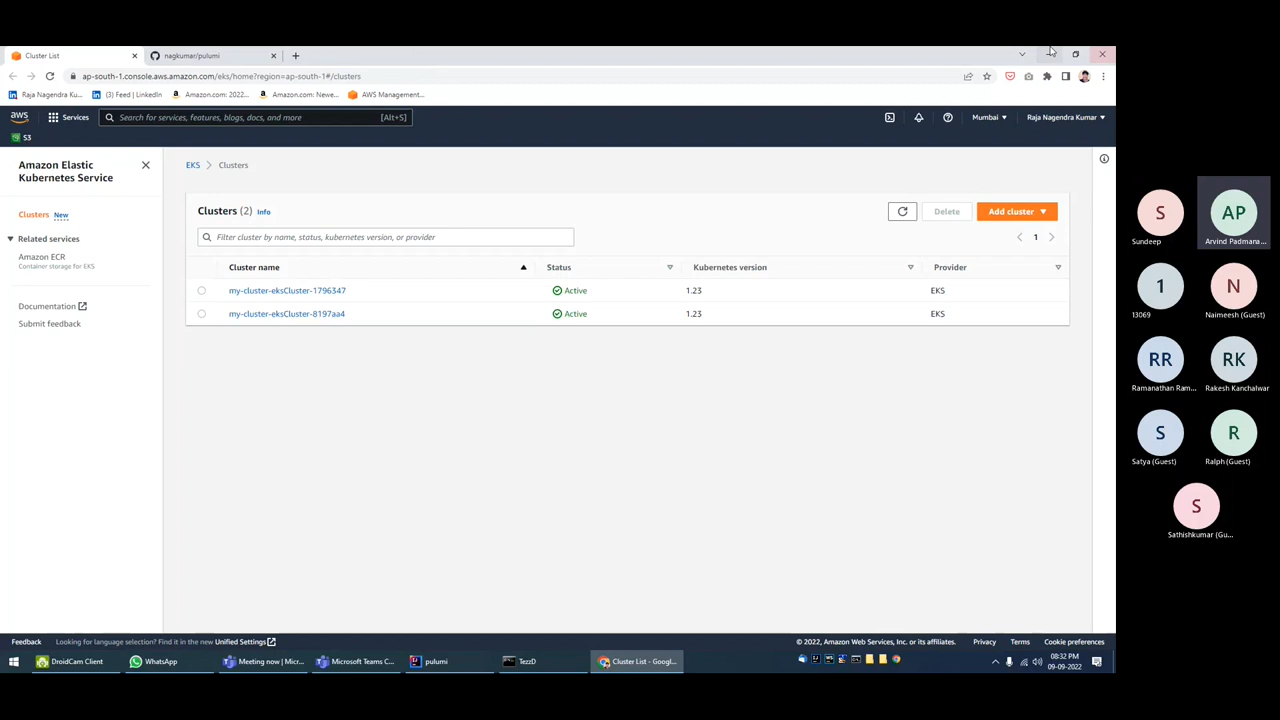 Cluster List
nagkumar/pulumi
ap-south-1.console.aws.amazon.com/eks/home?region=ap-south-1#/clusters
Raja Nagendra Ku...
(3) Feed | LinkedIn
Amazon.com: 2022...
Amazon.com: Newe...
AWS Management...
aws
Services
Search for services, features, blogs, docs, and more
[Alt+S]
Mumbai
Raja Nagendra Kumar
S3
Amazon Elastic
Kubernetes Service
Clusters New
Related services
Amazon ECR
Container storage for EKS
Documentation
Submit feedback
EKS
Clusters
Clusters (2) Info
Delete
Add cluster
Filter cluster by name, status, kubernetes version, or provider
1
Cluster name
Status
Kubernetes version
Provider
my-cluster-eksCluster-1796347
Active
1.23
EKS
my-cluster-eksCluster-8197aa4
Active
1.23
EKS
Feedback
Looking for language selection? Find it in the new Unified Settings
© 2022, Amazon Web Services, Inc. or its affiliates.
Privacy
Terms
Cookie preferences
DroidCam Client
WhatsApp
Meeting now | Micr...
Microsoft Teams C...
pulumi
TezzD
Cluster List - Googl...
08:32 PM
09-09-2022
S
Sundeep
AP
Arvind Padmana...
1
13069
N
Naimeesh (Guest)
RR
Ramanathan Ram...
RK
Rakesh Kanchalwar
S
Satya (Guest)
R
Ralph (Guest)
S
Sathishkumar (Gu...